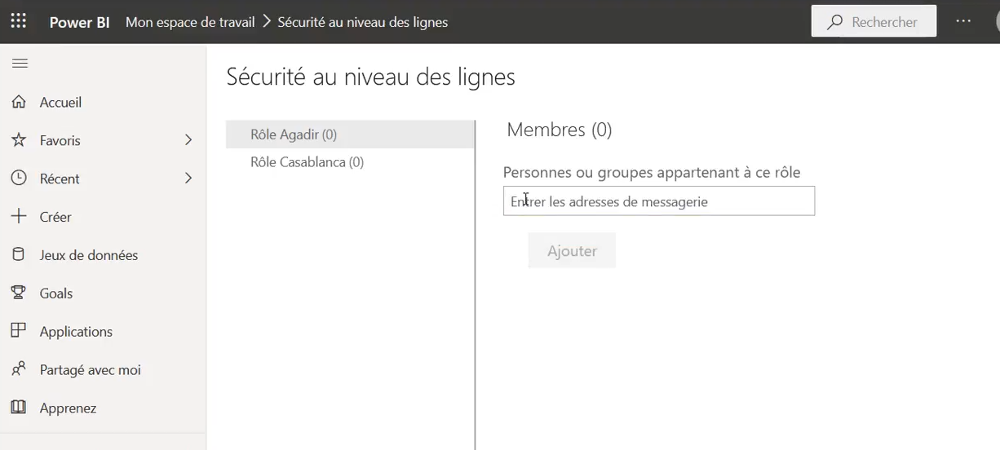 Power BI Mon espace de travail > Sécurité au niveau des lignes Rechercher ...
Sécurité au niveau des lignes
Accueil
Favoris
Récent
Créer
Jeux de données
Goals
Applications
Partagé avec moi
Apprenez
Rôle Agadir (0)
Rôle Casablanca (0)
Membres (0)
Personnes ou groupes appartenant à ce rôle
Entrer les adresses de messagerie
Ajouter